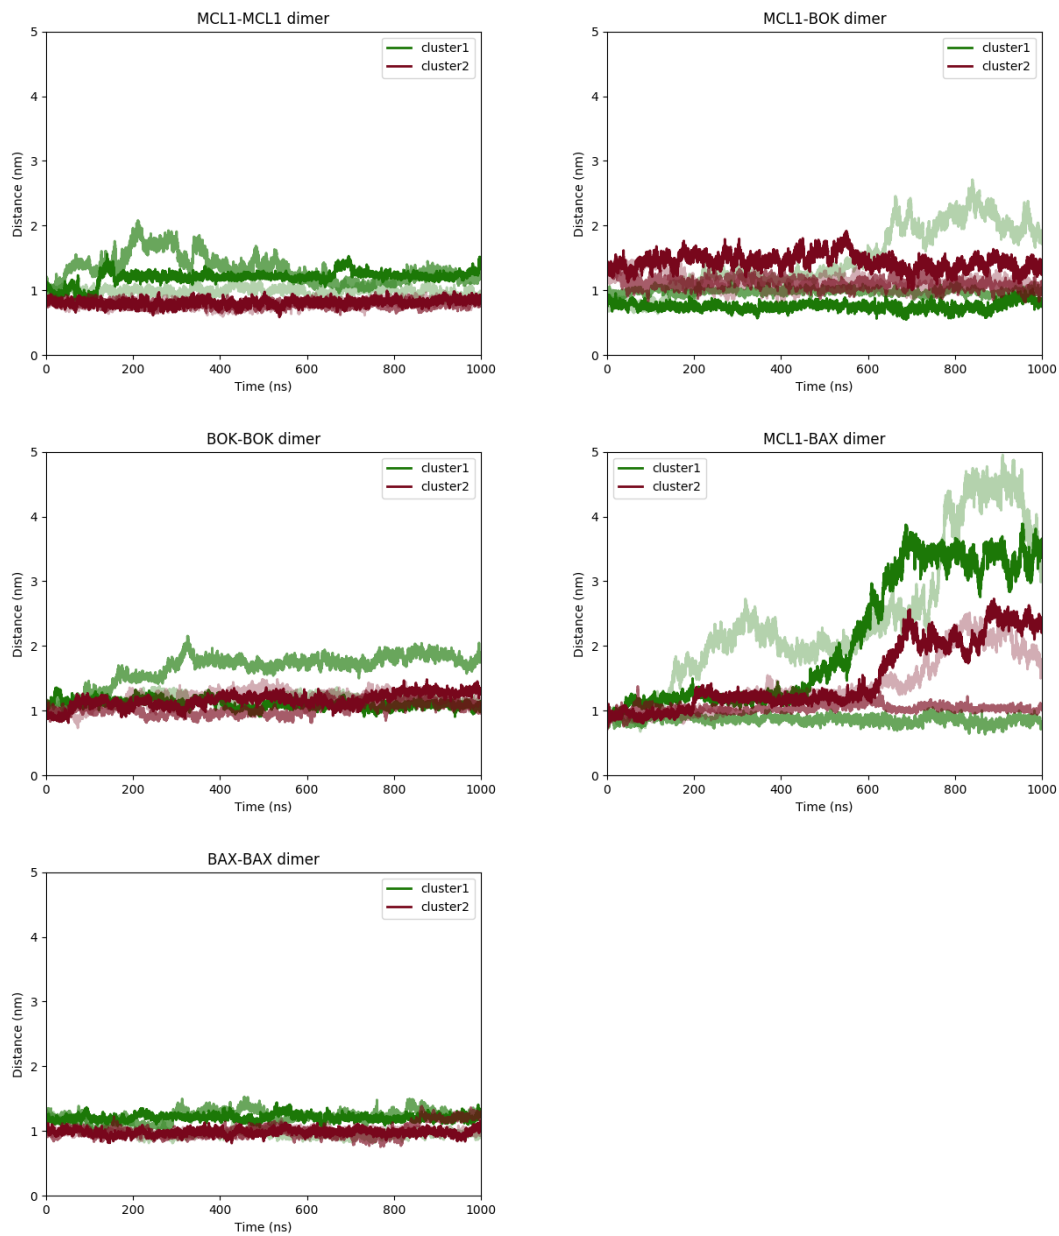 MCL1-MCL1 dimer
5
4
3
2
1
0
Distance (nm)
cluster1
cluster2
0 200 400 600 800 1000
Time (ns)
MCL1-BOK dimer
5
4
3
2
1
0
Distance (nm)
cluster1
cluster2
0 200 400 600 800 1000
Time (ns)
BOK-BOK dimer
5
4
3
2
1
0
Distance (nm)
cluster1
cluster2
0 200 400 600 800 1000
Time (ns)
MCL1-BAX dimer
5
4
3
2
1
0
Distance (nm)
cluster1
cluster2
0 200 400 600 800 1000
Time (ns)
BAX-BAX dimer
5
4
3
2
1
0
Distance (nm)
cluster1
cluster2
0 200 400 600 800 1000
Time (ns)